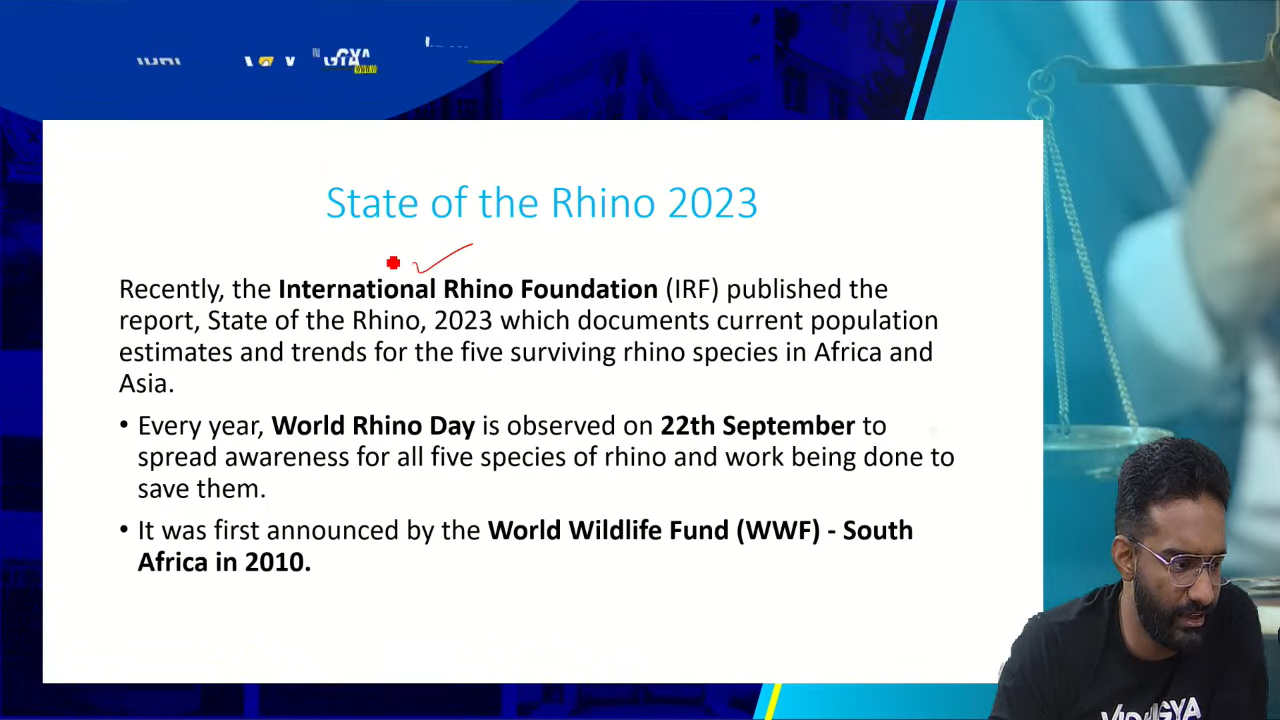 GYA
State of the Rhino 2023
Recently, the International Rhino Foundation (IRF) published the
report, State of the Rhino, 2023 which documents current population
estimates and trends for the five surviving rhino species in Africa and
Asia.
• Every year, World Rhino Day is observed on 22th September to
spread awareness for all five species of rhino and work being done to
save them.
• It was first announced by the World Wildlife Fund (WWF) - South
Africa in 2010.
VIDHIGYA